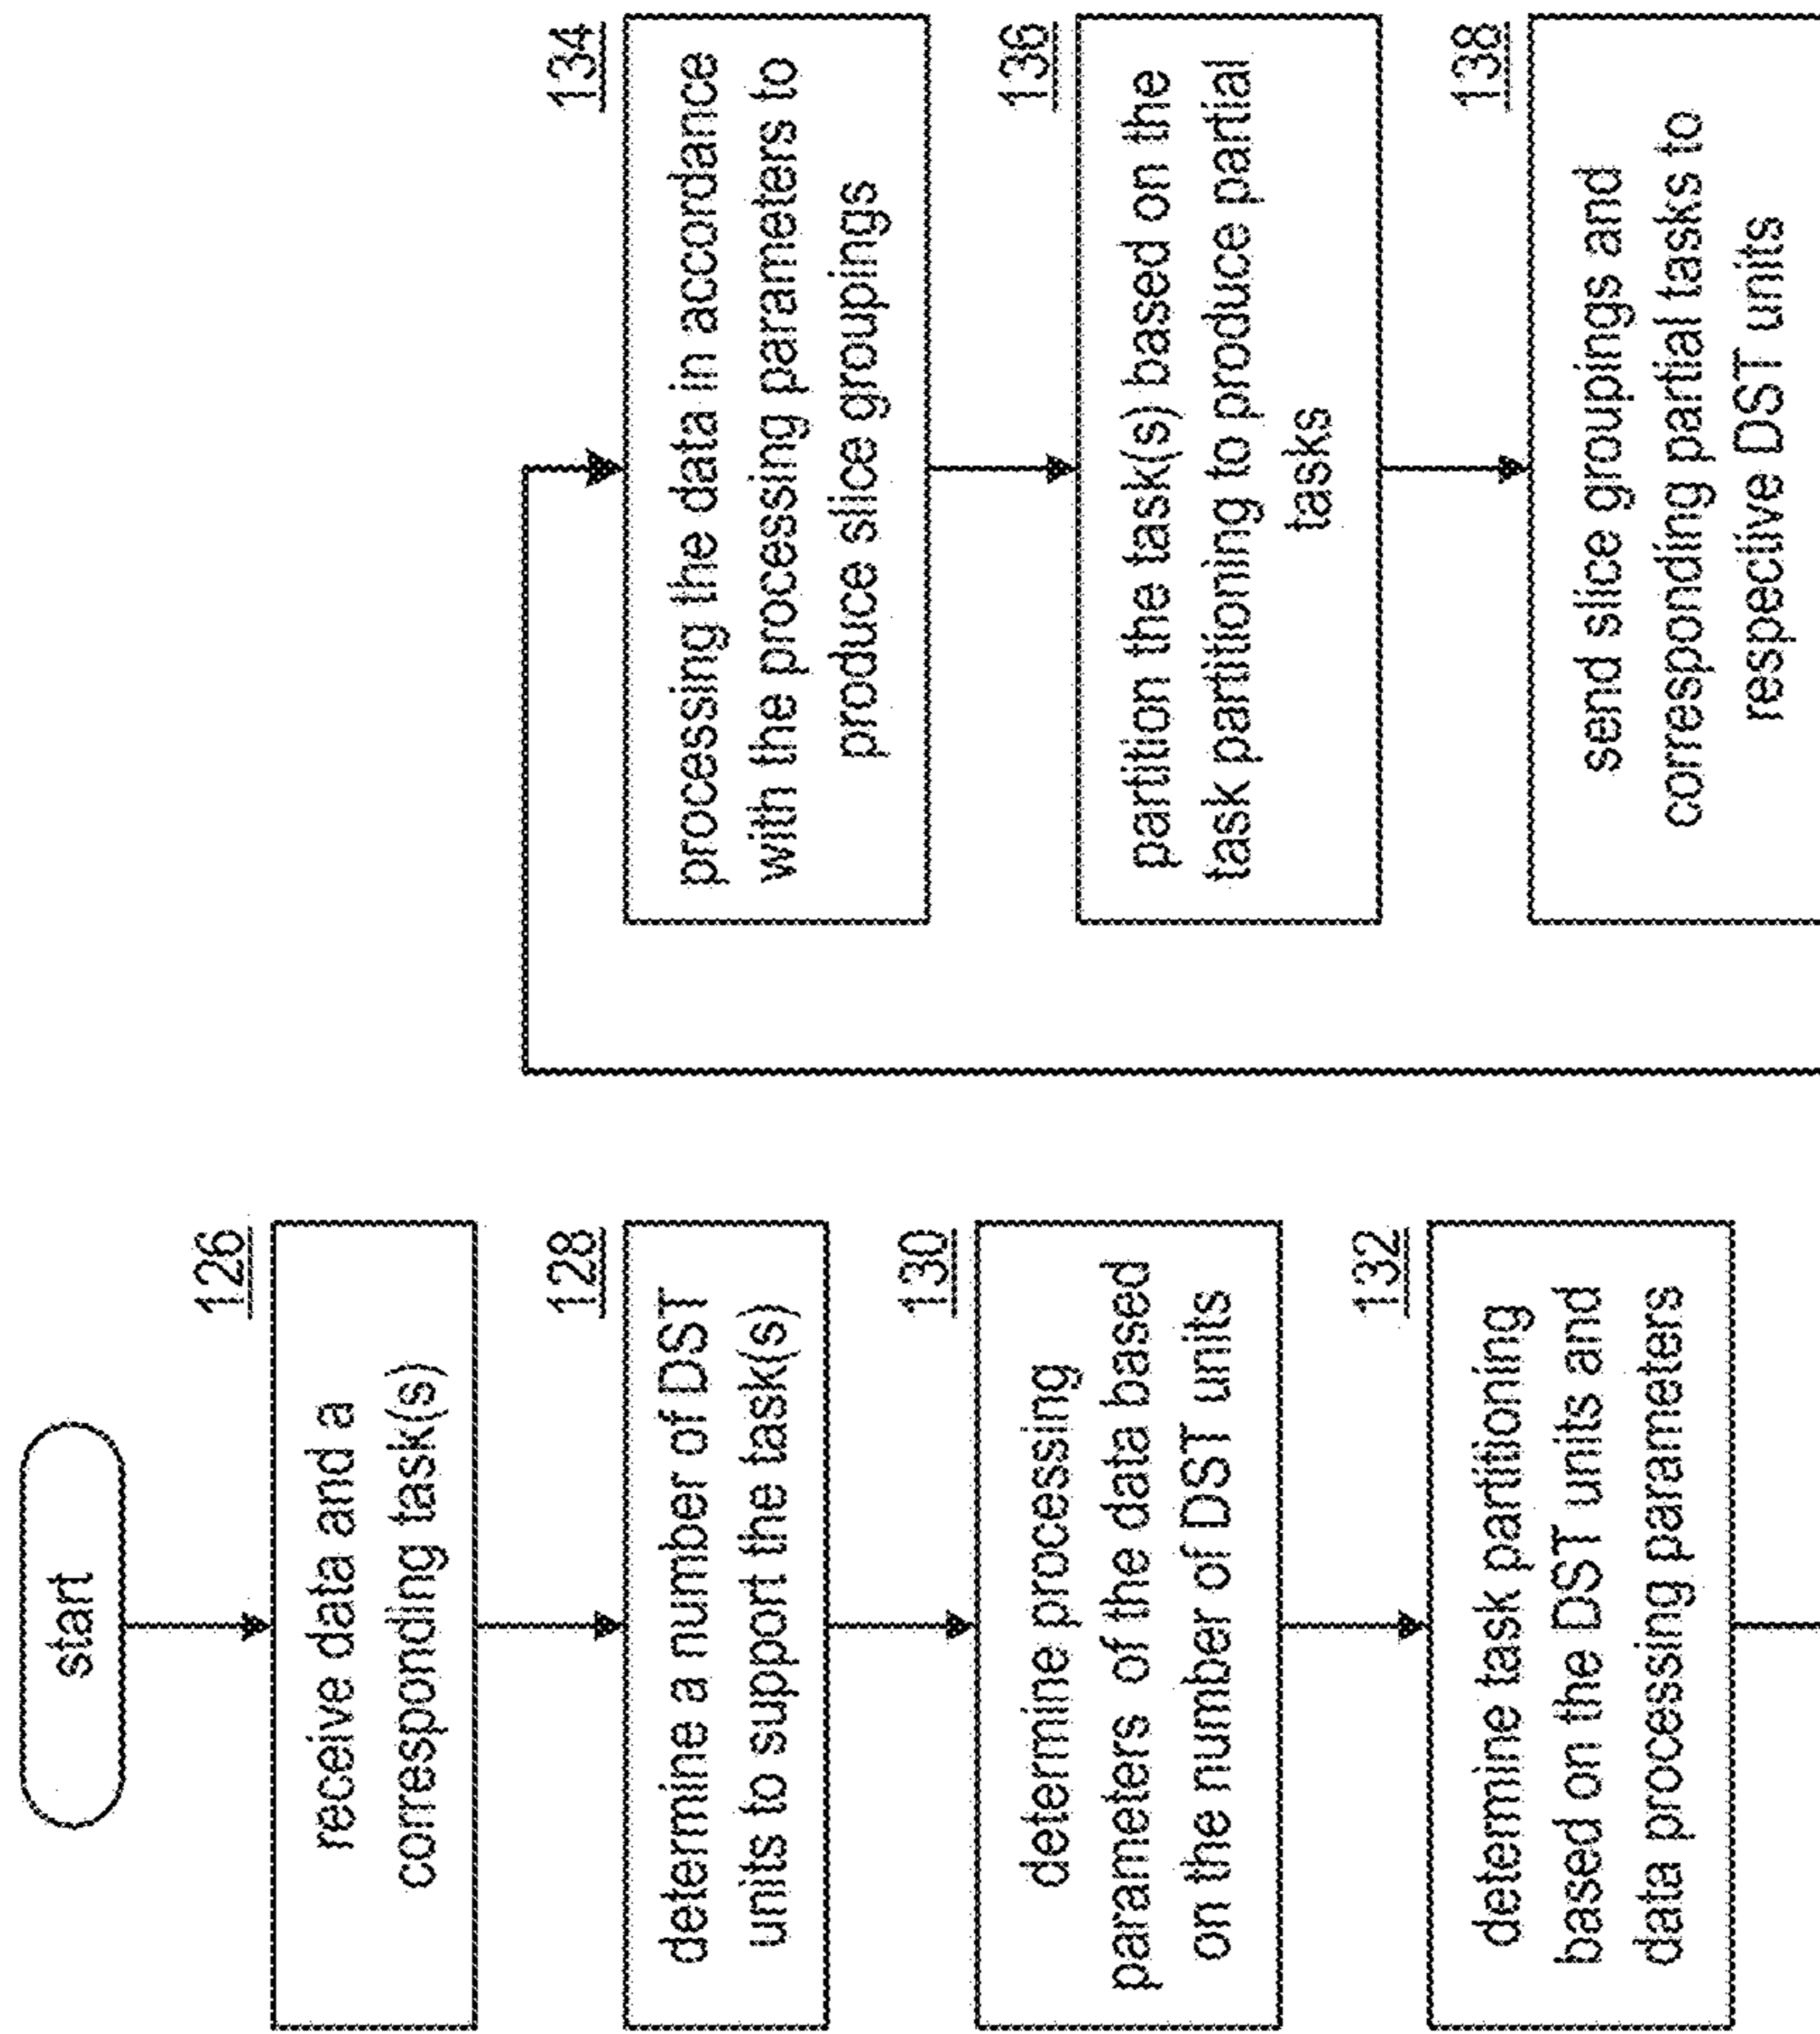 start
126
receive data and a
corresponding task(s)
128
determine a number of DST
units to support the task(s)
130
determine processing
parameters of the data based
on the number of DST units
132
determine task partitioning
based on the DST units and
data processing parameters
134
processing the data in accordance
with the processing parameters to
produce slice groupings
136
partition the task(s) based on the
task partitioning to produce partial
tasks
138
send slice groupings and
corresponding partial tasks to
respective DST units